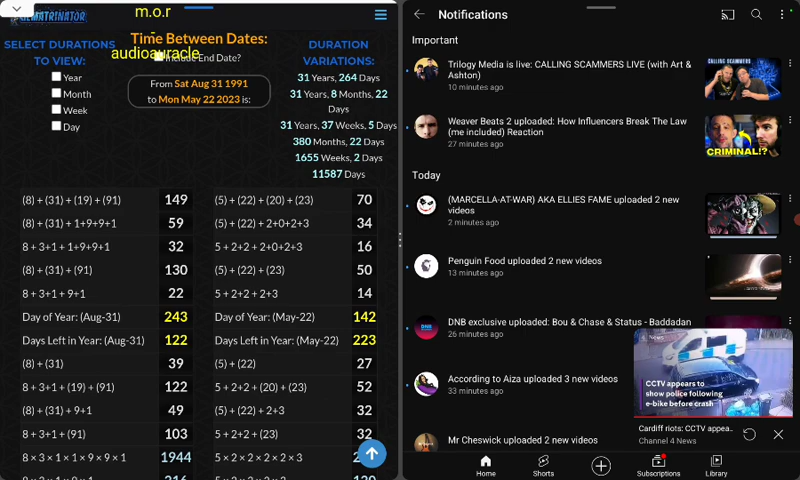 m.o.r
GEMATRINATOR
Time Between Dates:
audioauracle
Include End Date?
SELECT DURATIONS
TO VIEW:
Year
Month
Week
Day
From Sat Aug 31 1991
to Mon May 22 2023 is:
DURATION
VARIATIONS:
31 Years, 264 Days
31 Years, 8 Months, 22
Days
31 Years, 37 Weeks, 5 Days
380 Months, 22 Days
1655 Weeks, 2 Days
11587 Days
(8) + (31) + (19) + (91) 149 (5) + (22) + (20) + (23) 70
(8) + (31) + 1+9+9+1 59 (5) + (22) + 2+0+2+3 34
8 + 3+1 + 1+9+9+1 32 5 + 2+2 + 2+0+2+3 16
(8) + (31) + (91) 130 (5) + (22) + (23) 50
8 + 3+1 + 9+1 22 5 + 2+2 + 2+3 14
Day of Year: (Aug-31) 243 Day of Year: (May-22) 142
Days Left in Year: (Aug-31) 122 Days Left in Year: (May-22) 223
(8) + (31) 39 (5) + (22) 27
8 + 3+1 + (19) + (91) 122 5 + 2+2 + (20) + (23) 52
(8) + (31) + 9+1 49 (5) + (22) + 2+3 32
8 + 3+1 + (91) 103 5 + 2+2 + (23) 32
8 × 3 × 1 × 1 × 9 × 9 × 1 1944 5 × 2 × 2 × 2 × 2 × 3
Notifications
Important
Trilogy Media is live: CALLING SCAMMERS LIVE (with Art &
Ashton)
10 minutes ago
CALLING SCAMMERS
Weaver Beats 2 uploaded: How Influencers Break The Law
(me included) Reaction
27 minutes ago
CRIMINAL!?
Today
(MARCELLA-AT-WAR) AKA ELLIES FAME uploaded 2 new
videos
2 minutes ago
Penguin Food uploaded 2 new videos
13 minutes ago
DNB
DNB exclusive uploaded: Bou & Chase & Status - Baddadan
26 minutes ago
According to Aiza uploaded 3 new videos
33 minutes ago
Mr Cheswick uploaded 2 new videos
News
CCTV appears to
show police following
e-bike before crash
Cardiff riots: CCTV appea..
Channel 4 News
Home
Shorts
Subscriptions
Library